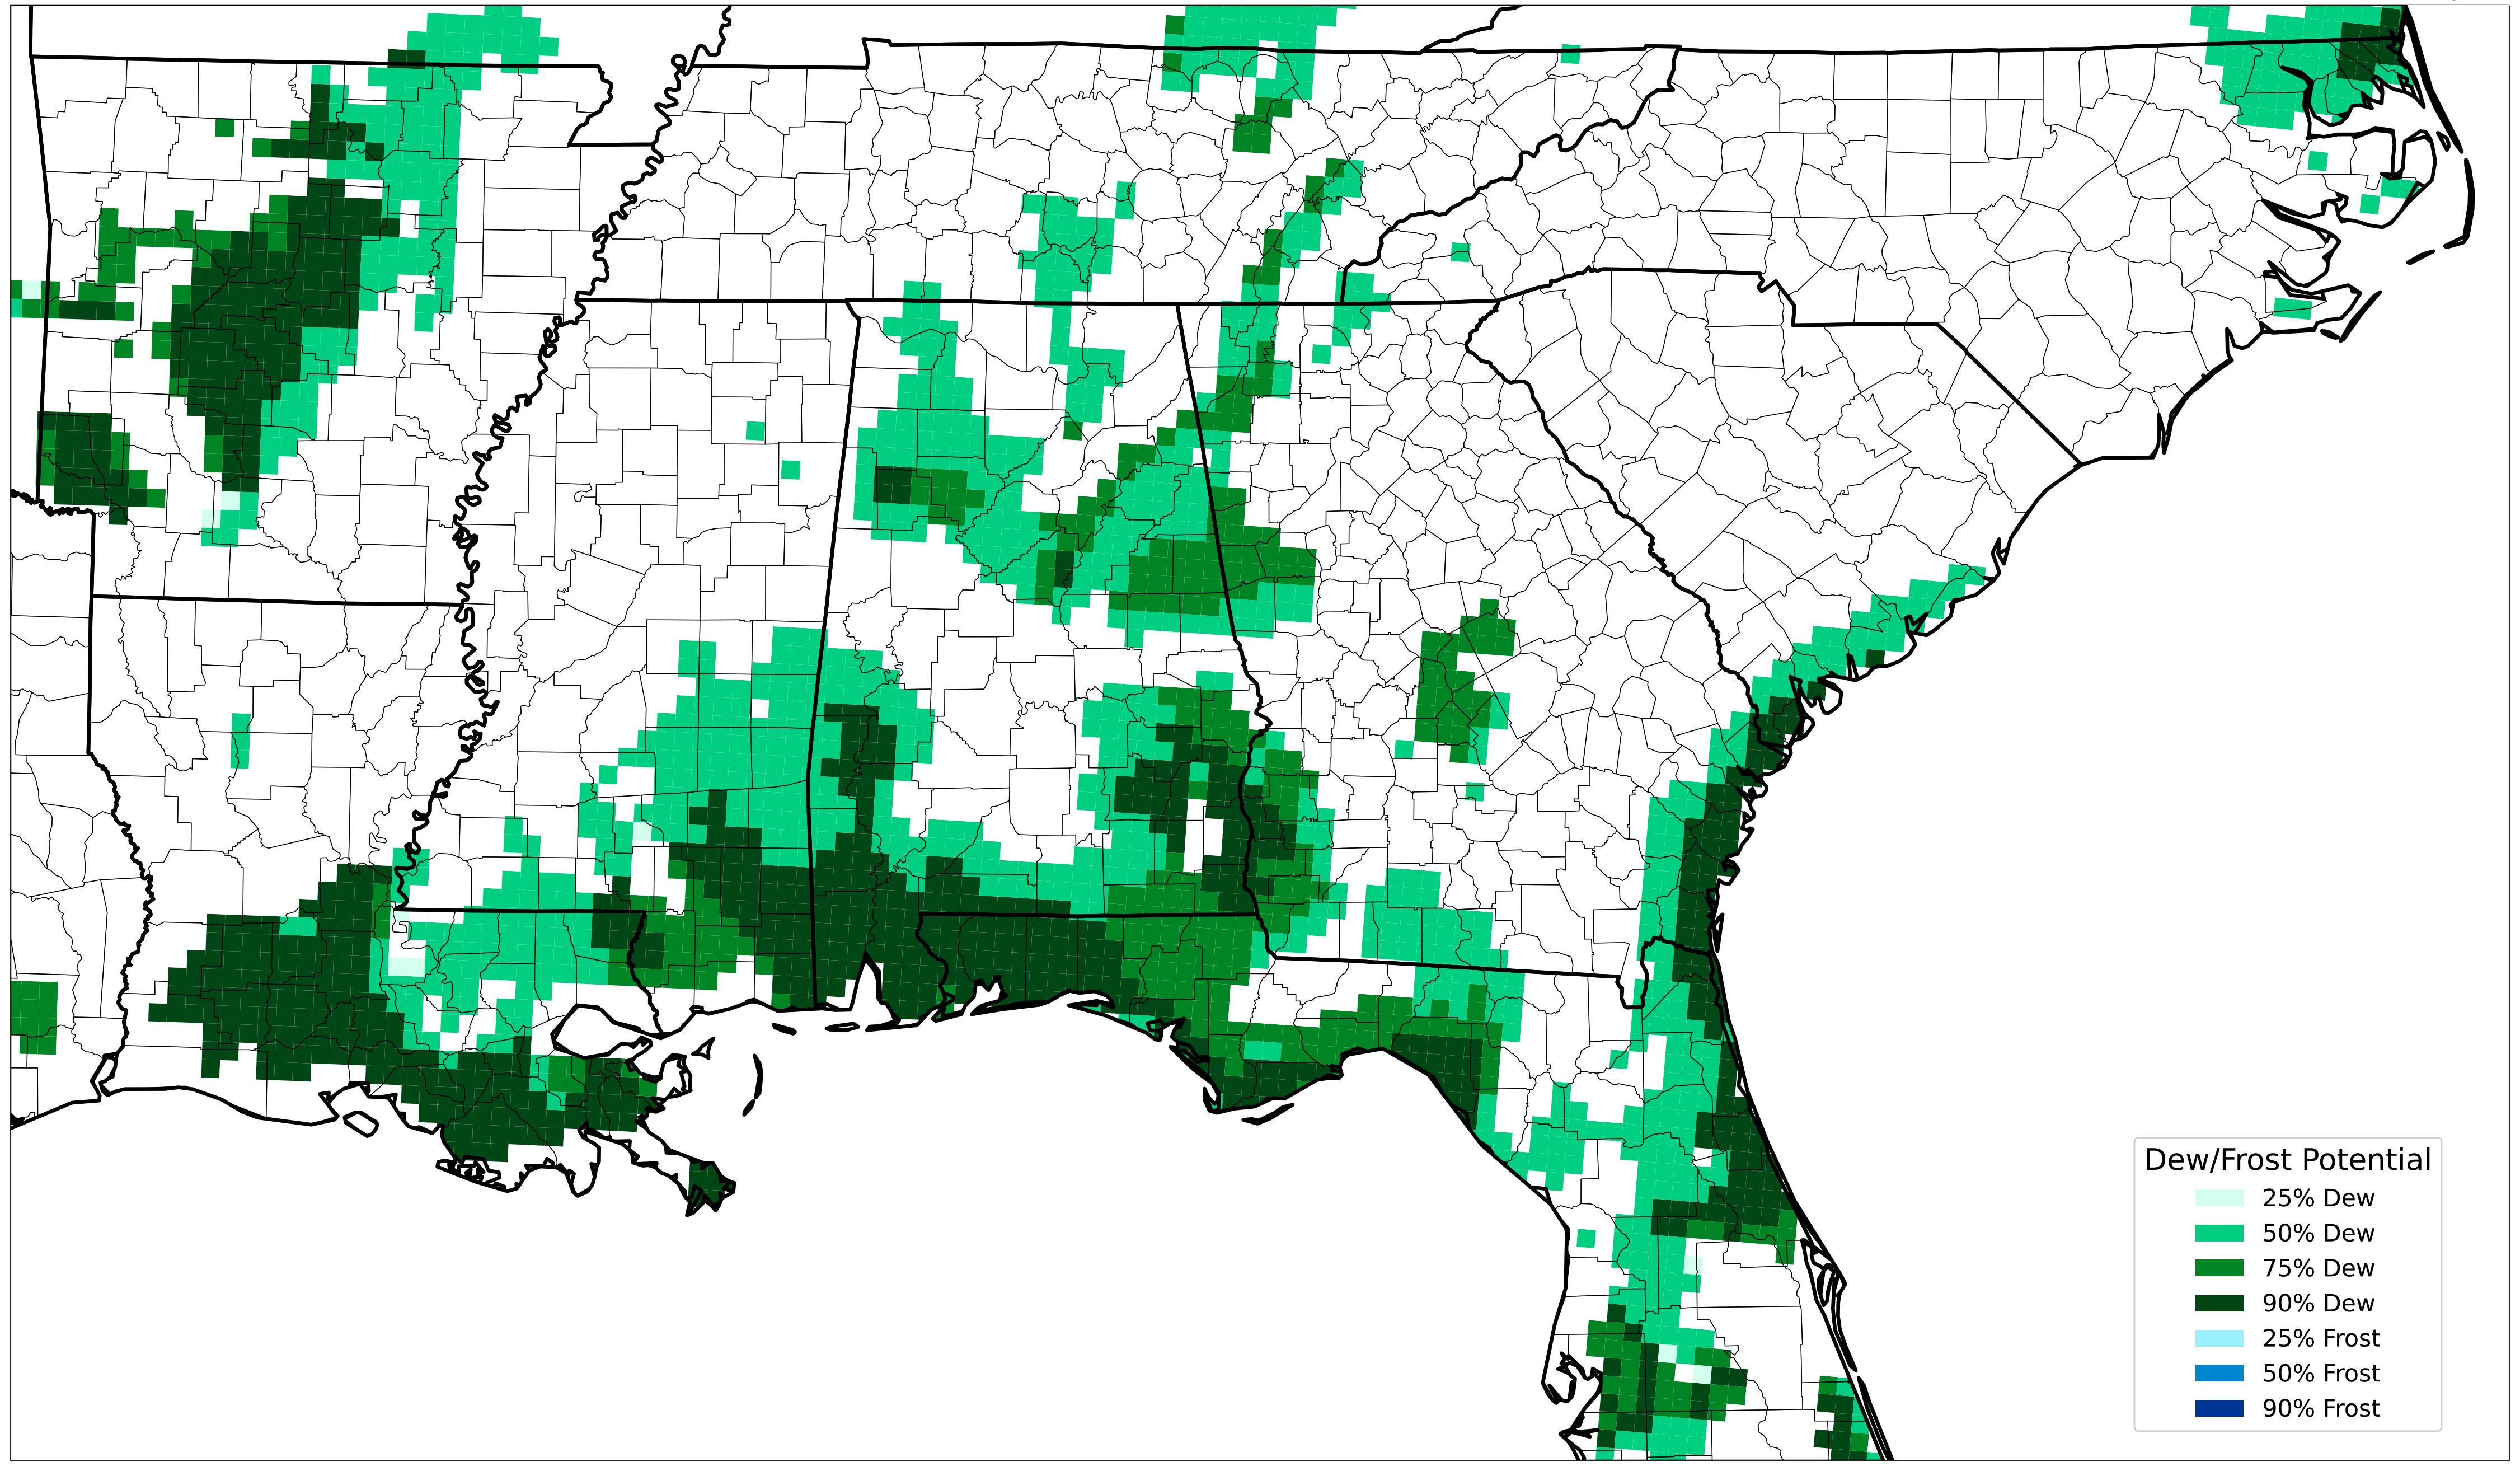 Dew/Frost Potential
25% Dew
50% Dew
75% Dew
90% Dew
25% Frost
50% Frost
90% Frost